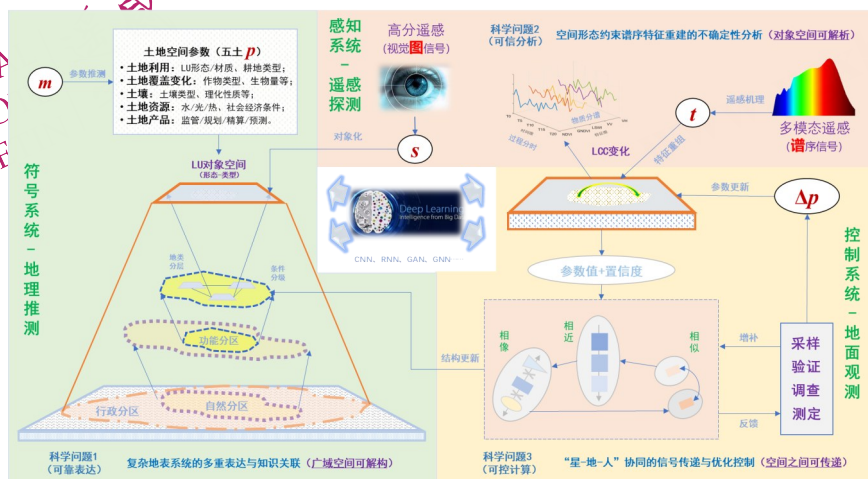 感知
系统
-
遥感
探测
高分遥感
(视觉图信号)
科学问题2
(可信分析)
空间形态约束谱序特征重建的不确定性分析(对象空间可解析)
土地空间参数(五土 p)
• 土地利用:LU形态/材质、耕地类型;
• 土地覆盖变化:作物类型、生物量等;
• 土壤:土壤类型、理化性质等;
• 土地资源:水/光/热、社会经济条件;
• 土地产品:监管/规划/精算/预测。
m
参数推测
对象化
s
物质分谱
过程分时
t
遥感机理
多模态遥感
(谱序信号)
特征重组
LCC变化
LU对象空间
(形态-类型)
符号系统-地理推测
Deep Learning
Intelligence from Big Data
CNN、RNN、GAN、GNN
参数更新
Δp
控制系统-地面观测
参数值+置信度
地类
分层
条件
分级
功能分区
行政分区
自然分区
结构更新
相像
相近
相似
增补
反馈
采样
验证
调查
测定
科学问题1
(可靠表达)
复杂地表系统的多重表达与知识关联(广域空间可解构)
科学问题3
(可控计算)
“星-地-人”协同的信号传递与优化控制(空间之间可传递)